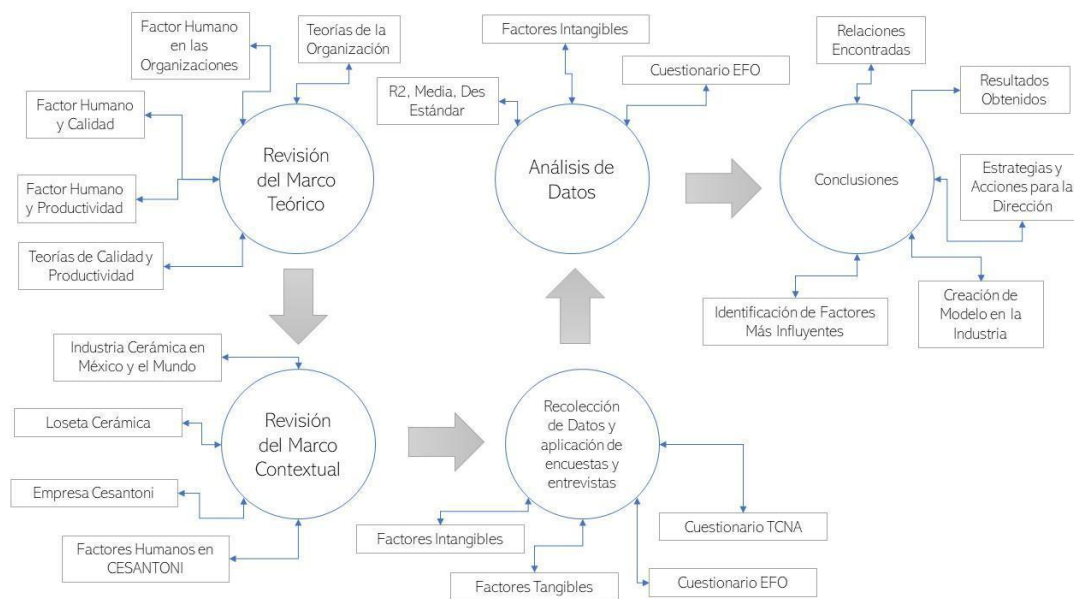 Factor Humano
en las
Organizaciones
Teorías de la
Organización
Factor Humano
y Calidad
Factor Humano
y Productividad
Teorías de Calidad y
Productividad
Revisión
del Marco
Teórico
Industria Cerámica en
México y el Mundo
Loseta Cerámica
Empresa Cesantoni
Factores Humanos en
CESANTONI
Revisión
del Marco
Contextual
Recolección
de Datos y
aplicación de
encuestas y
entrevistas
Factores Intangibles
Factores Tangibles
Cuestionario TCNA
Cuestionario EFO
Factores Intangibles
Cuestionario EFO
R2, Media, Des
Estándar
Análisis de
Datos
Relaciones
Encontradas
Resultados
Obtenidos
Estrategias y
Acciones para la
Dirección
Conclusiones
Identificación de Factores
Más Influyentes
Creación de
Modelo en la
Industria